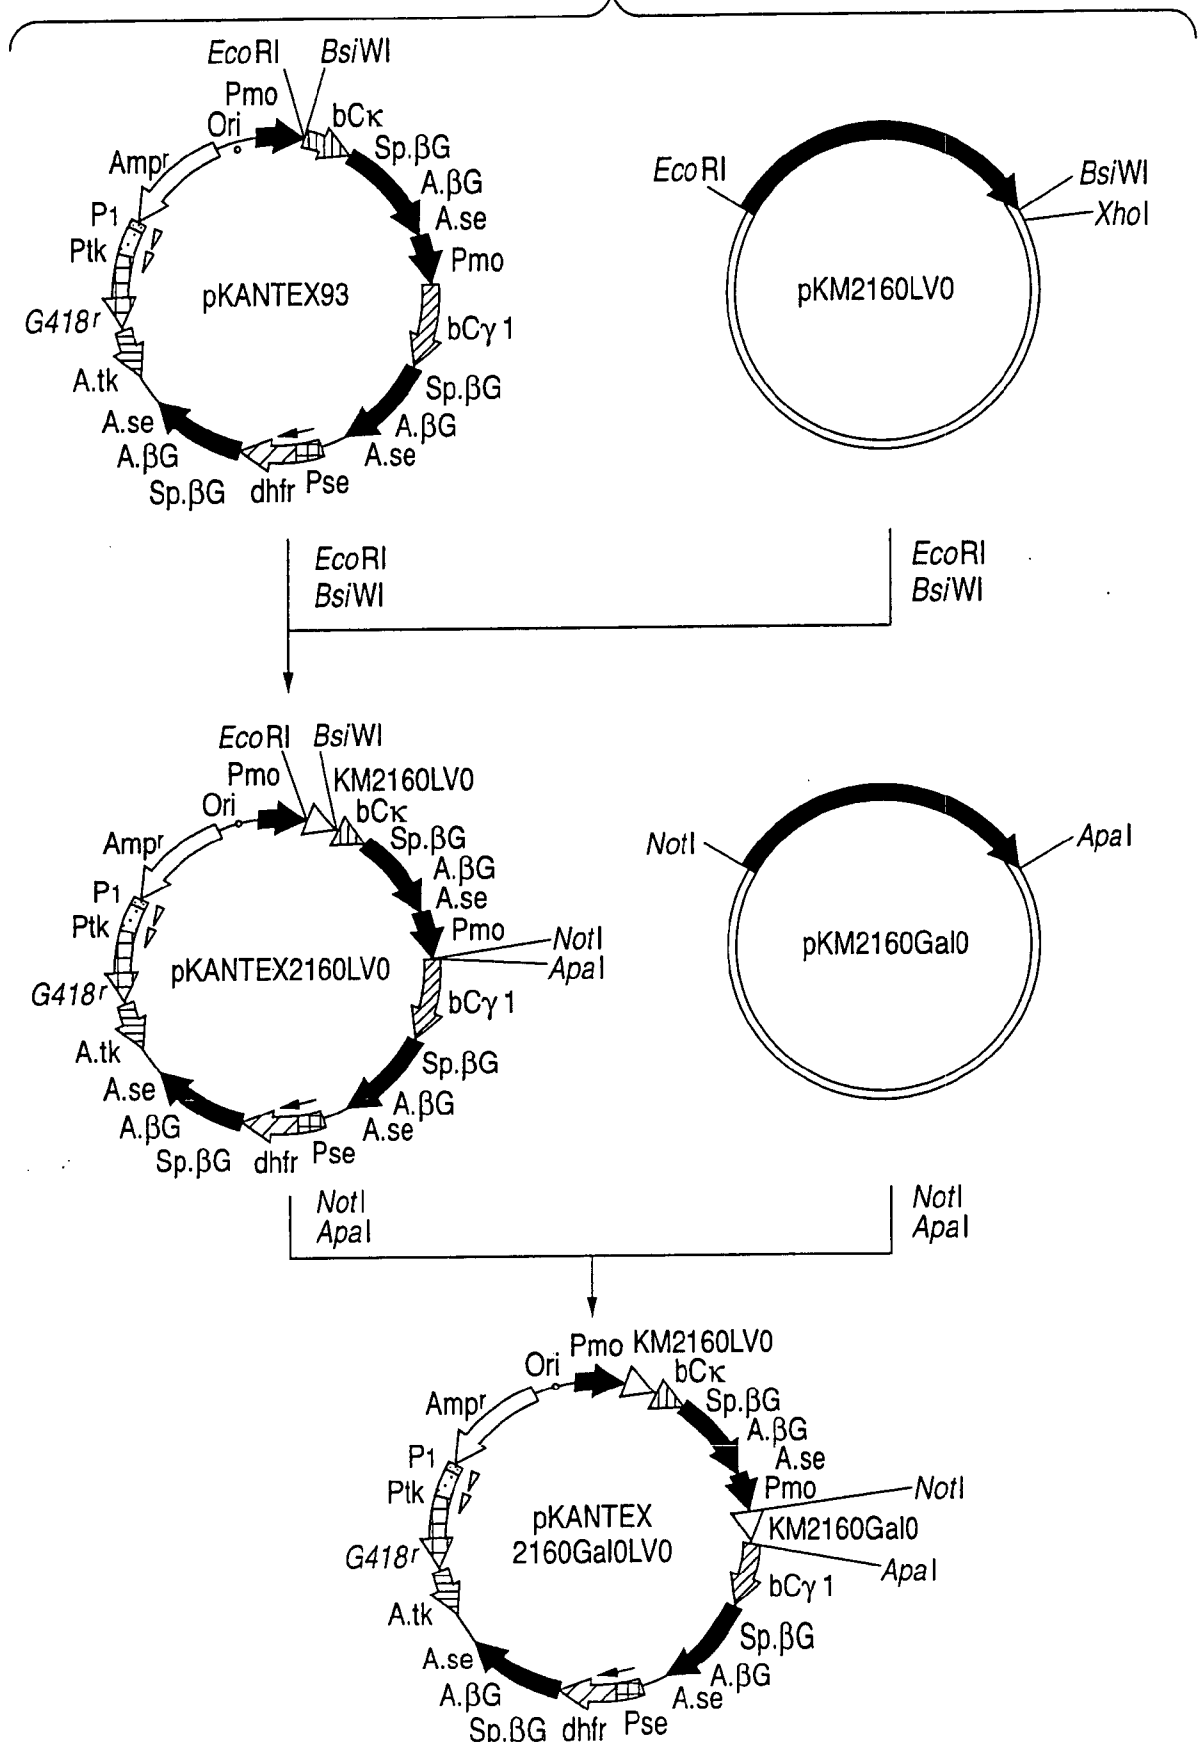 EcoRI BsiWI
Pmo
Ori
bCκ
Ampr
Sp.βG
A.βG
A.se
P1
Ptk
Pmo
pKANTEX93
G418r
bCγ1
A.tk
Sp.βG
A.se
A.βG
A.βG
A.se
Sp.βG dhfr Pse
EcoRI
BsiWI
XhoI
pKM2160LV0
EcoRI
BsiWI
EcoRI
BsiWI
EcoRI BsiWI
Pmo
KM2160LV0
Ori
bCκ
Ampr
Sp.βG
A.βG
A.se
P1
Ptk
Pmo
NotI
ApaI
pKANTEX2160LV0
G418r
bCγ1
A.tk
Sp.βG
A.se
A.βG
A.βG
A.se
Sp.βG dhfr Pse
NotI
ApaI
pKM2160Gal0
NotI
ApaI
NotI
ApaI
Pmo KM2160LV0
Ori
bCκ
Ampr
Sp.βG
A.βG
A.se
P1
Ptk
Pmo
NotI
pKANTEX
2160Gal0LV0
KM2160Gal0
G418r
ApaI
bCγ1
A.tk
Sp.βG
A.se
A.βG
A.βG
A.se
Sp.βG dhfr Pse